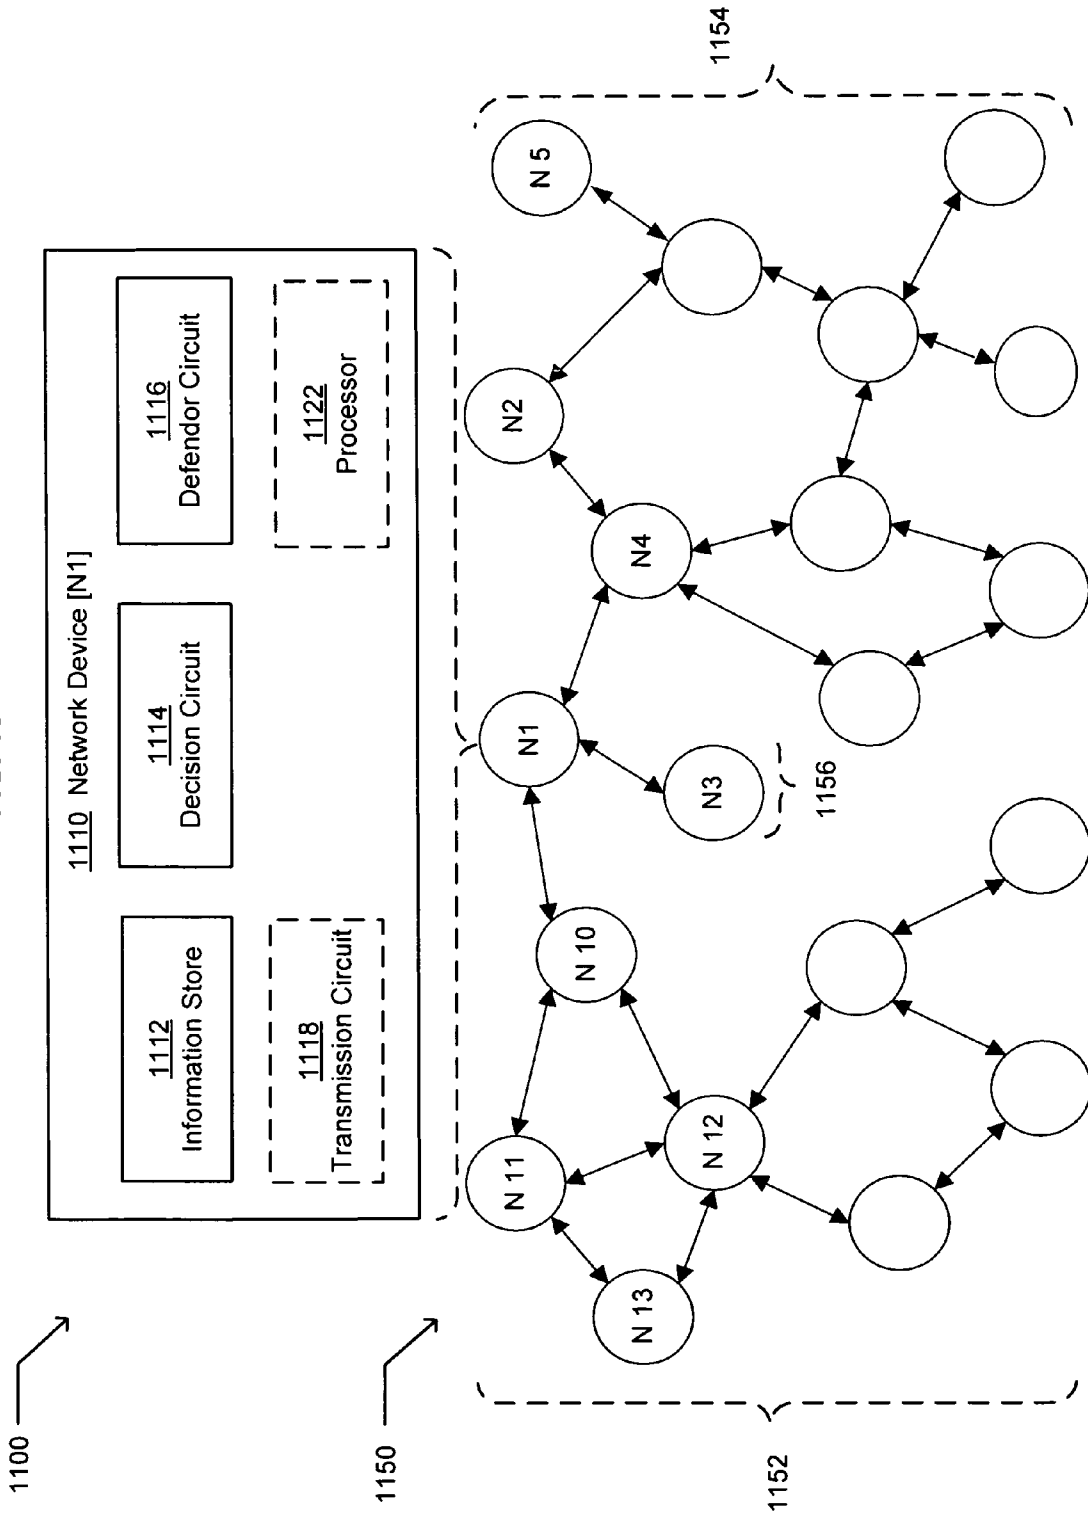 1100
1110 Network Device [N1]
1112
Information Store
1114
Decision Circuit
1116
Defendor Circuit
1118
Transmission Circuit
1122
Processor
1150
N 11
N 10
N1
N2
N 5
N 13
N 12
N3
N4
1152
1156
1154